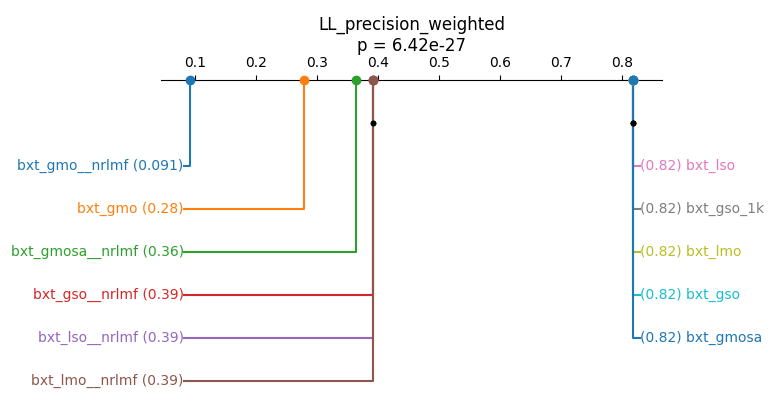 LL_precision_weighted
p = 6.42e-27
0.1 0.2 0.3 0.4 0.5 0.6 0.7 0.8
bxt_gmo__nrlmf (0.091)
(0.82) bxt_lso
bxt_gmo (0.28)
(0.82) bxt_gso_1k
bxt_gmosa__nrlmf (0.36)
(0.82) bxt_lmo
bxt_gso__nrlmf (0.39)
(0.82) bxt_gso
bxt_lso__nrlmf (0.39)
(0.82) bxt_gmosa
bxt_lmo__nrlmf (0.39)